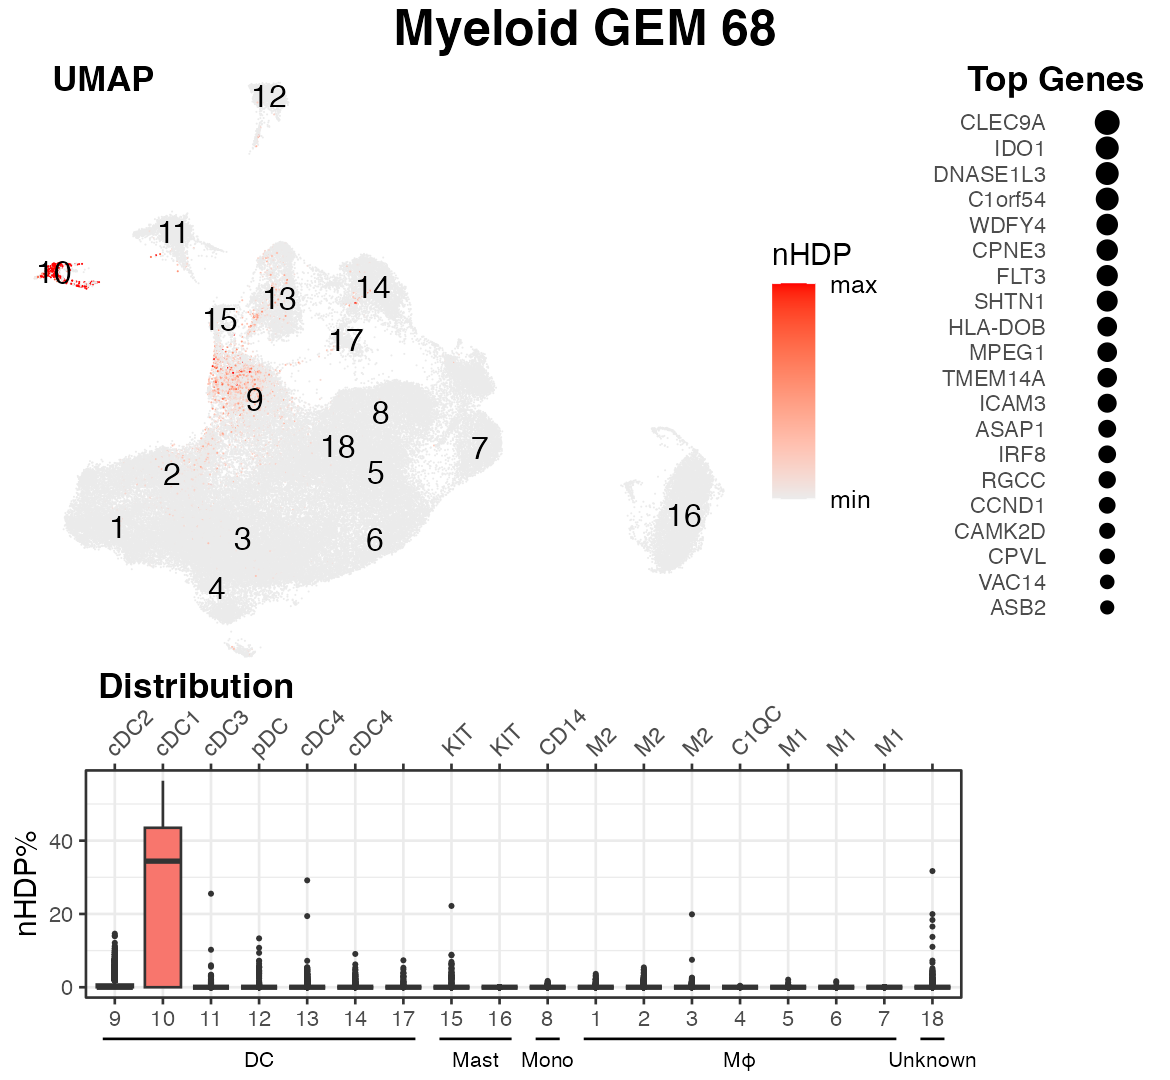 Myeloid GEM 68
UMAP
12
11
10
13
14
15
17
9
8
18
7
2
5
16
1
3
6
4
nHDP
max
min
Top Genes
CLEC9A
IDO1
DNASE1L3
C1orf54
WDFY4
CPNE3
FLT3
SHTN1
HLA-DOB
MPEG1
TMEM14A
ICAM3
ASAP1
IRF8
RGCC
CCND1
CAMK2D
CPVL
VAC14
ASB2
Distribution
cDC2 cDC1 cDC3 pDC cDC4 cDC4 KIT KIT CD14 M2 M2 M2 C1QC M1 M1 M1
nHDP%
40
20
0
9 10 11 12 13 14 17 15 16 8 1 2 3 4 5 6 7 18
DC Mast Mono Mϕ Unknown